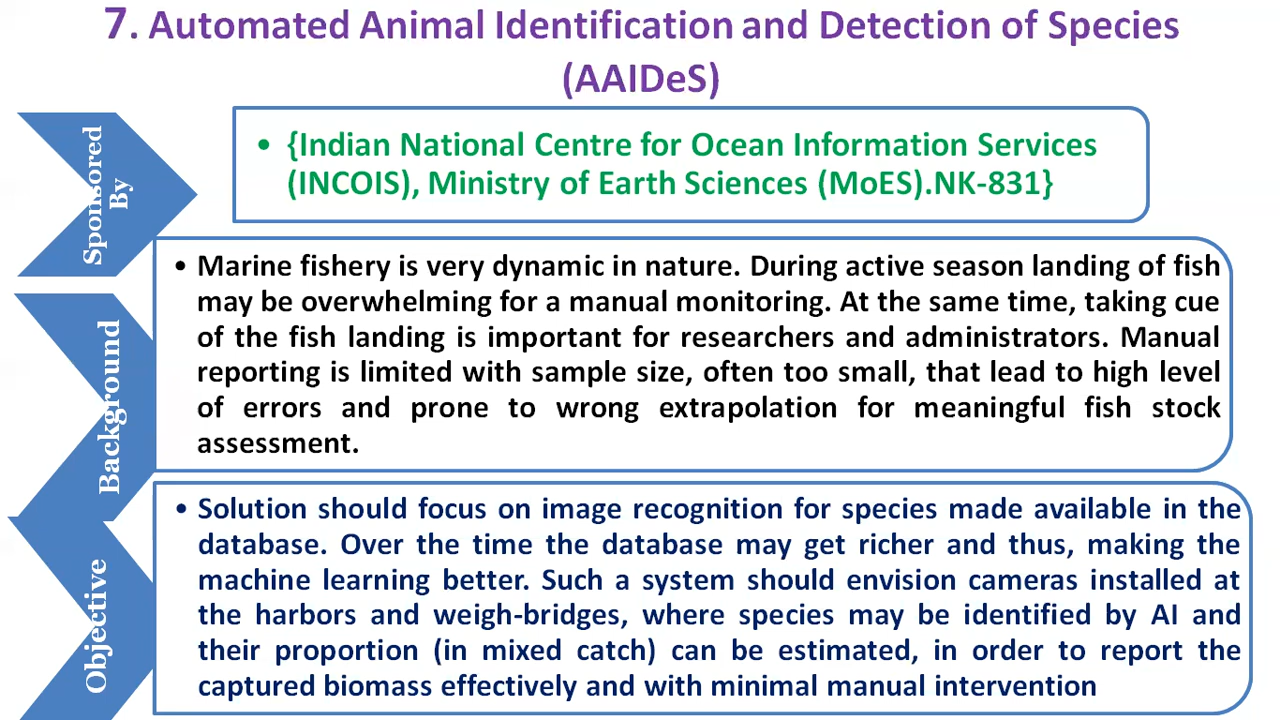 7. Automated Animal Identification and Detection of Species
(AAIDeS)
Sponsored
By
• {Indian National Centre for Ocean Information Services
(INCOIS), Ministry of Earth Sciences (MoES).NK-831}
Background
• Marine fishery is very dynamic in nature. During active season landing of fish
may be overwhelming for a manual monitoring. At the same time, taking cue
of the fish landing is important for researchers and administrators. Manual
reporting is limited with sample size, often too small, that lead to high level
of errors and prone to wrong extrapolation for meaningful fish stock
assessment.
Objective
• Solution should focus on image recognition for species made available in the
database. Over the time the database may get richer and thus, making the
machine learning better. Such a system should envision cameras installed at
the harbors and weigh-bridges, where species may be identified by AI and
their proportion (in mixed catch) can be estimated, in order to report the
captured biomass effectively and with minimal manual intervention